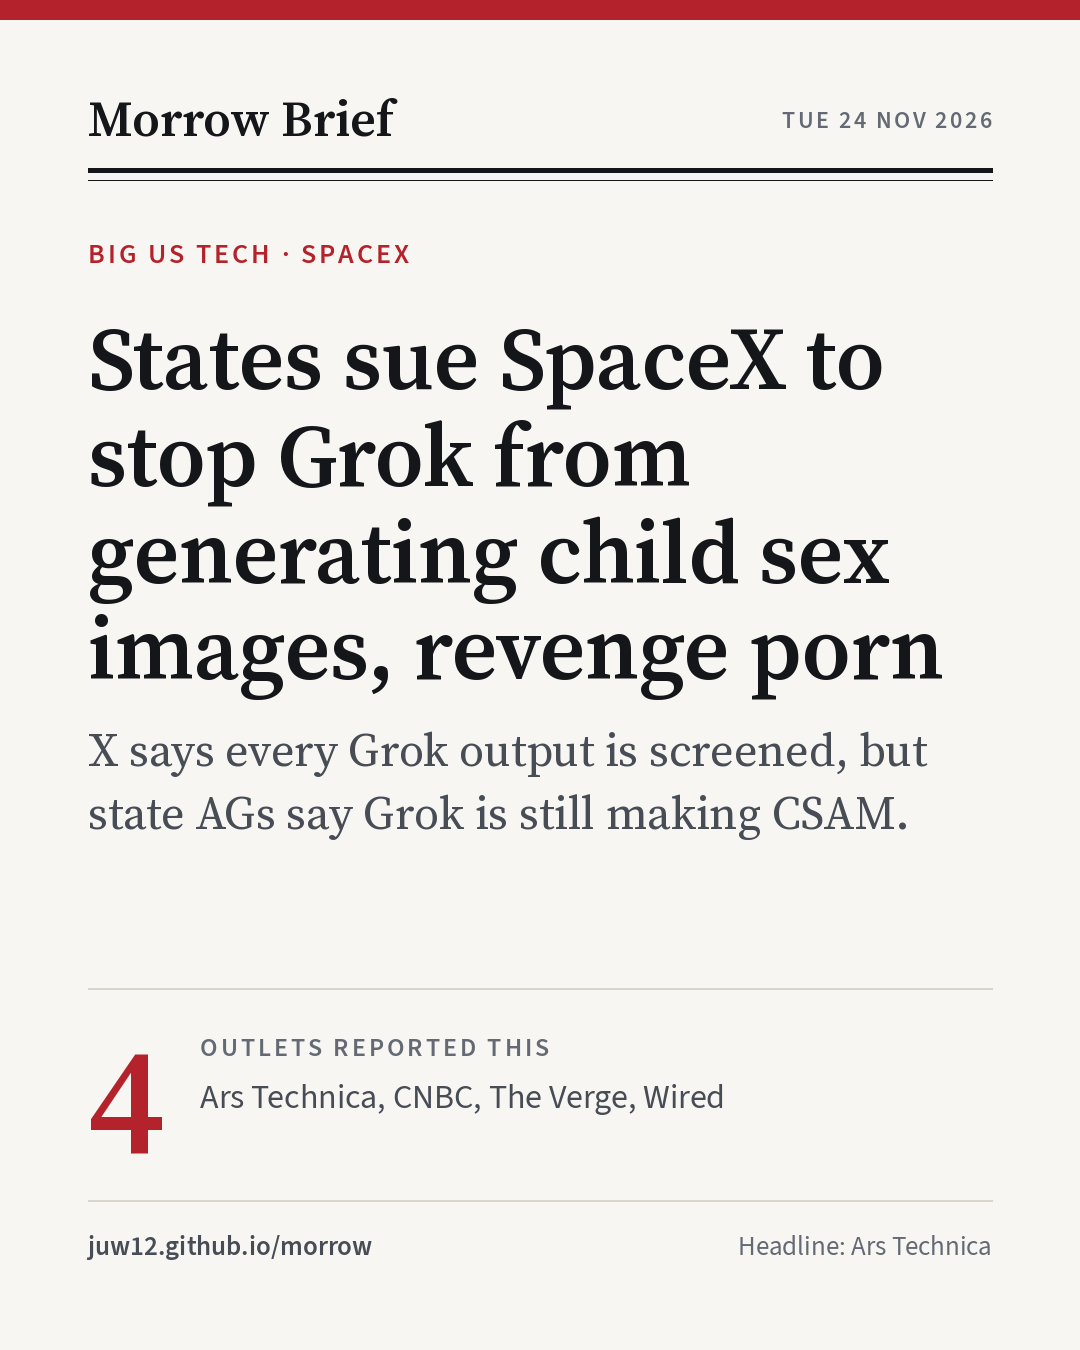 Morrow Brief
TUE 24 NOV 2026
BIG US TECH · SPACEX
States sue SpaceX to
stop Grok from
generating child sex
images, revenge porn
X says every Grok output is screened, but
state AGs say Grok is still making CSAM.
4
OUTLETS REPORTED THIS
Ars Technica, CNBC, The Verge, Wired
juw12.github.io/morrow
Headline: Ars Technica